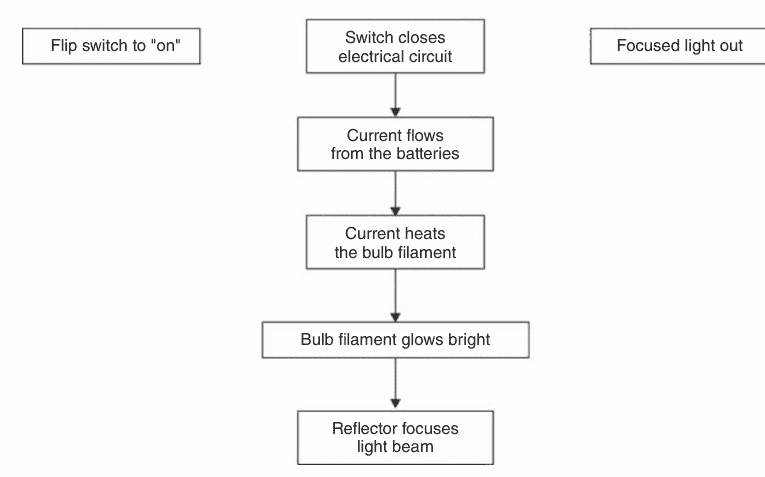 Flip switch to "on"
Switch closes
electrical circuit
Focused light out
Current flows
from the batteries
Current heats
the bulb filament
Bulb filament glows bright
Reflector focuses
light beam